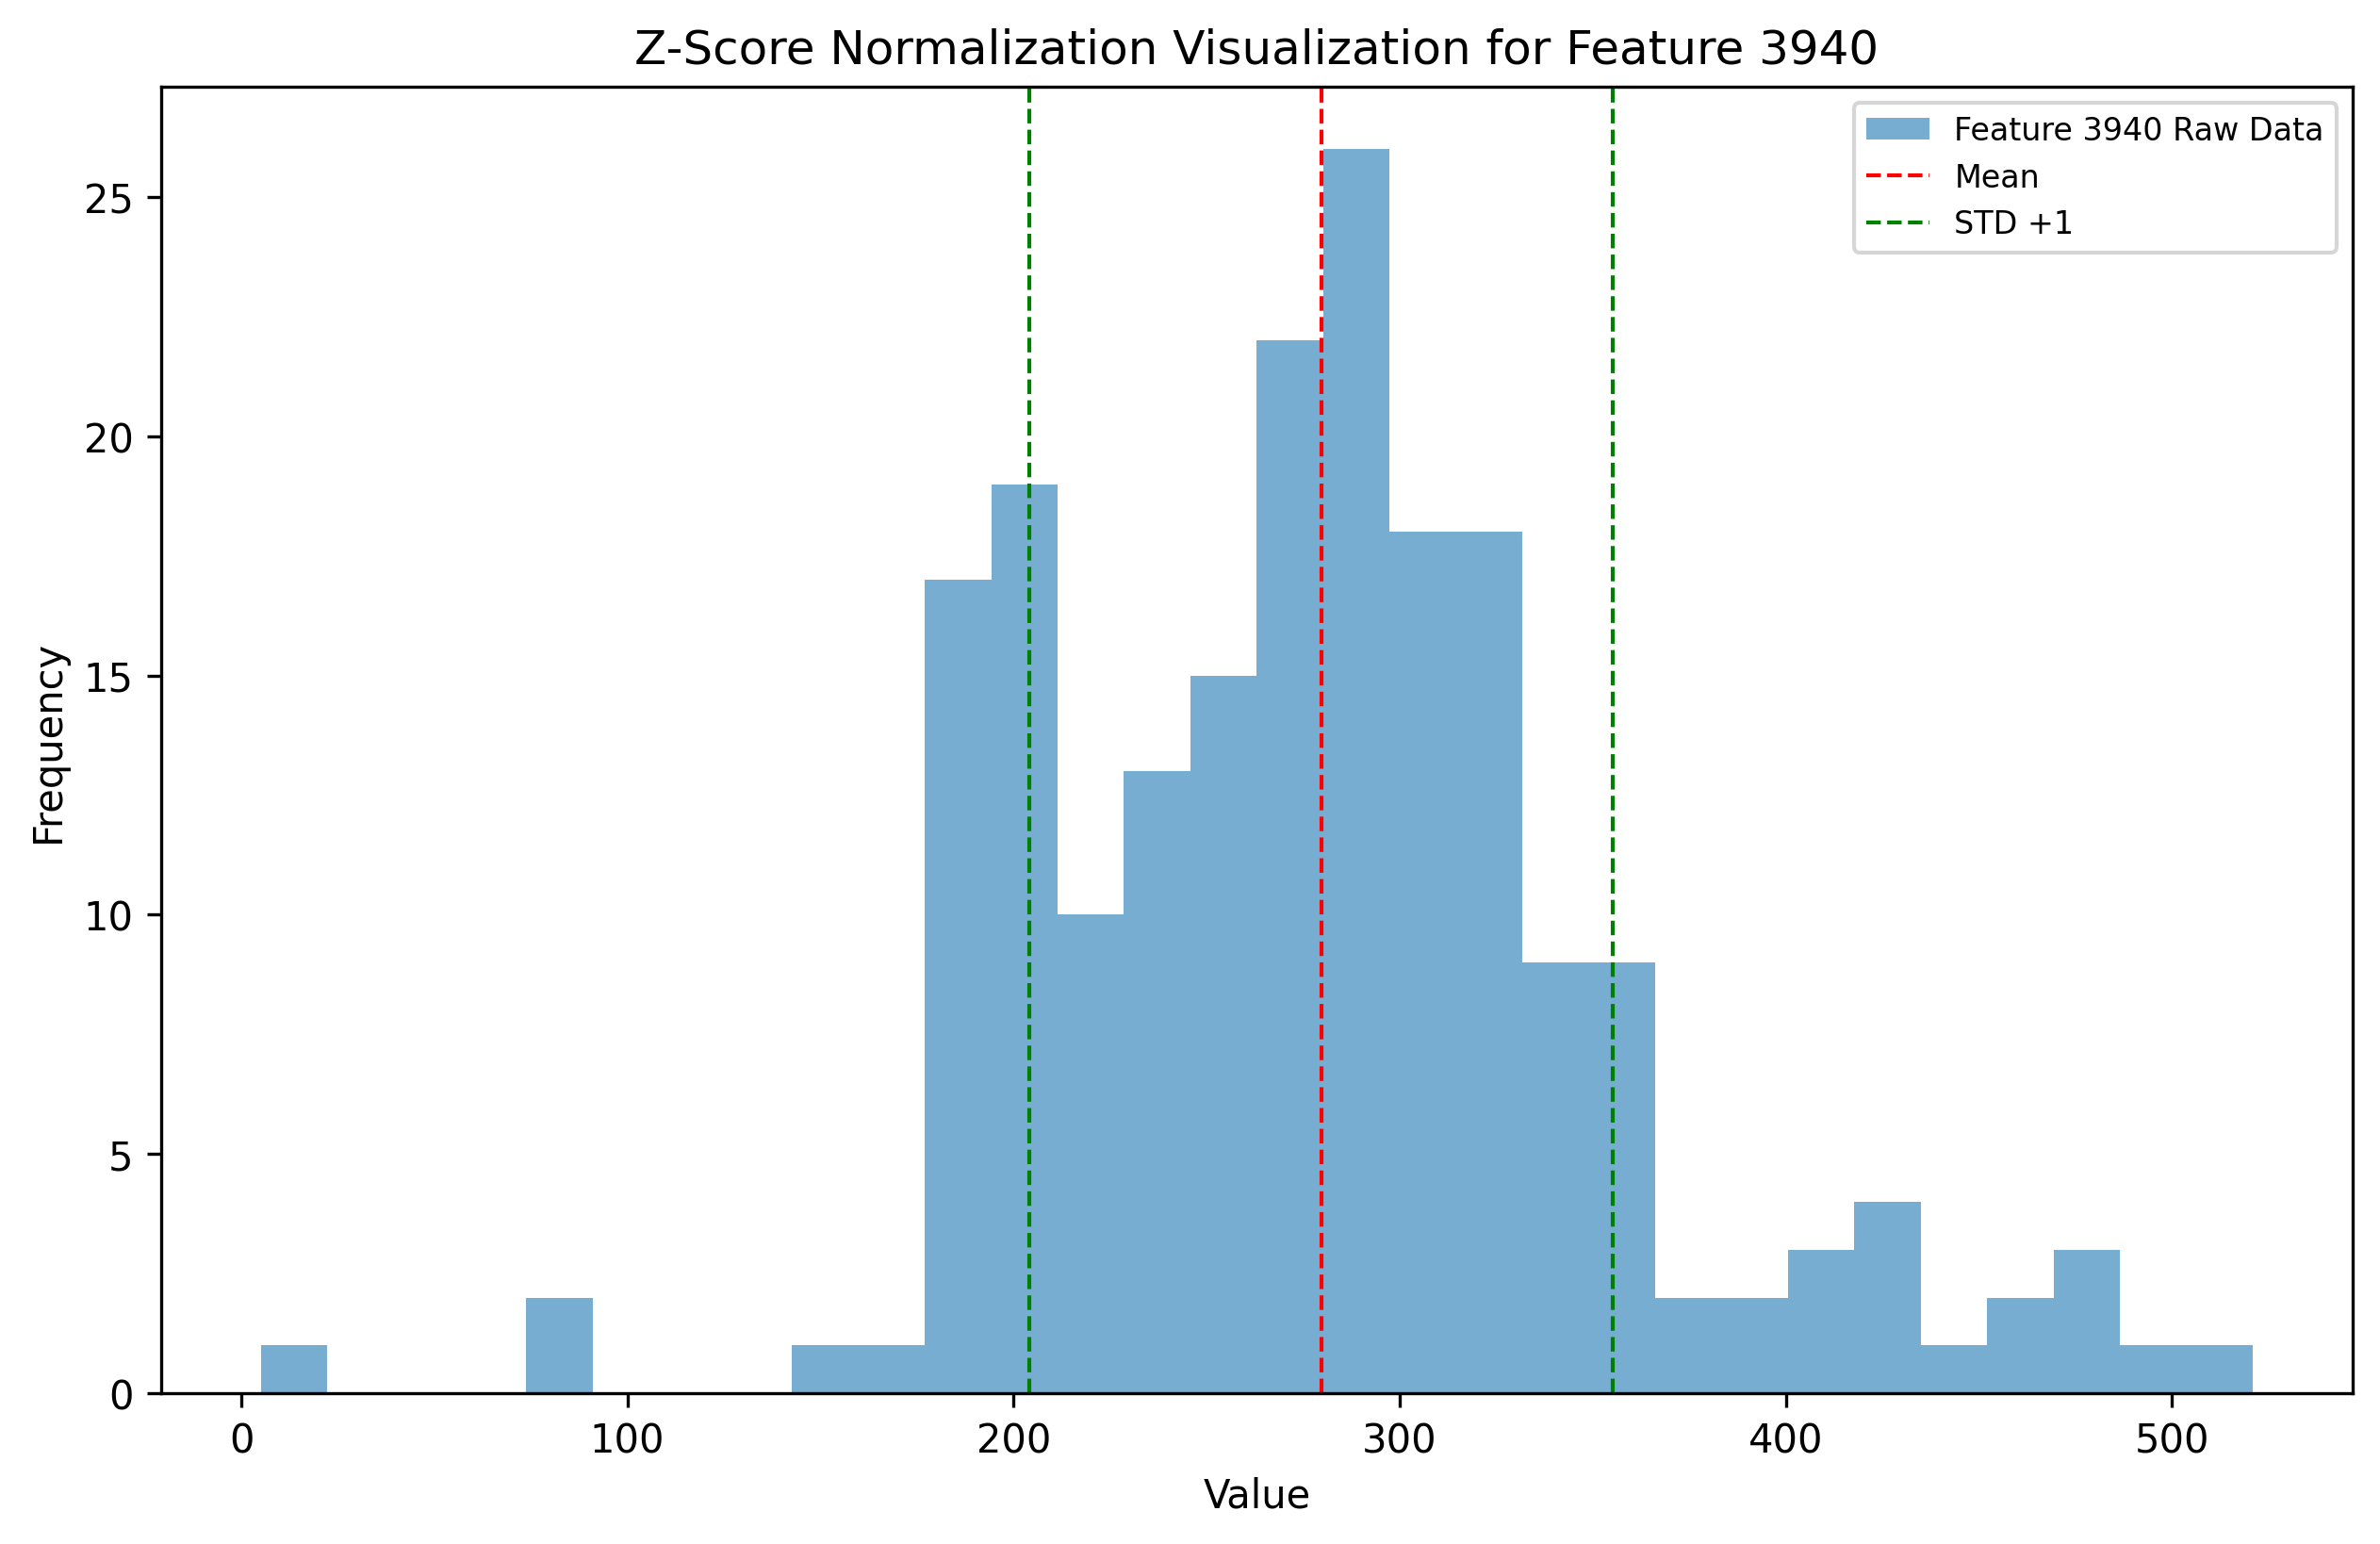 Z-Score Normalization Visualization for Feature 3940
Feature 3940 Raw Data
Mean
STD +1
Frequency
25
20
15
10
5
0
0 100 200 300 400 500
Value